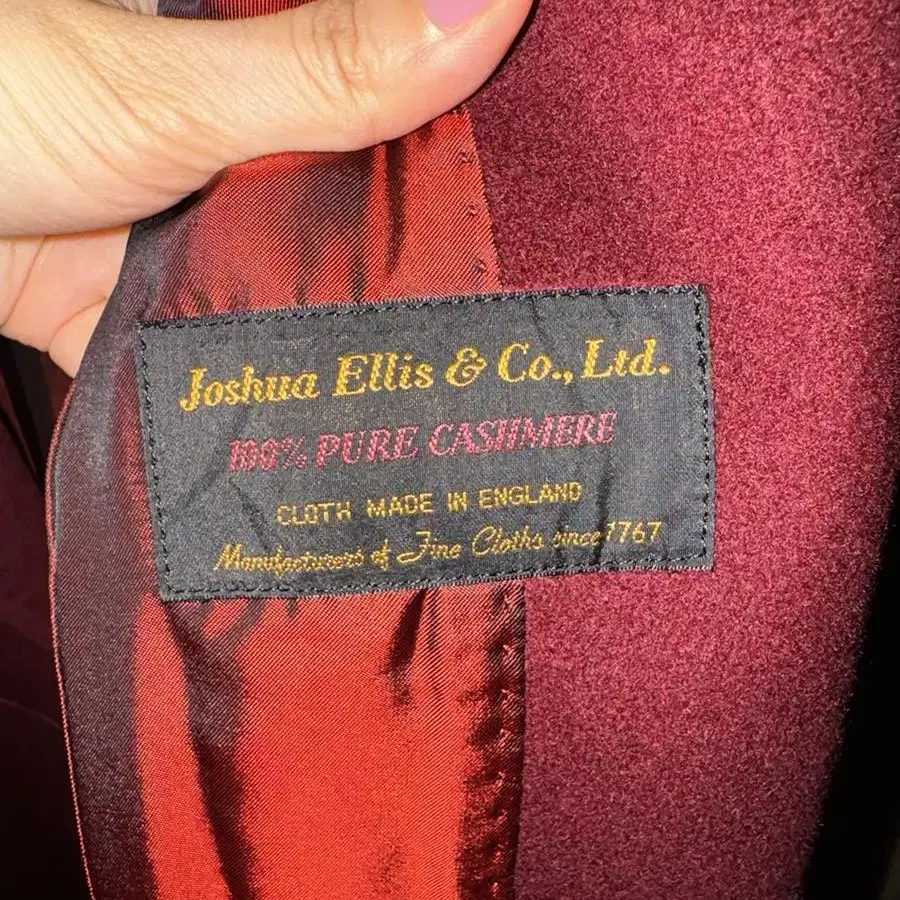 Joshua Ellis & Co., Ltd.
100% PURE CASHMERE
CLOTH MADE IN ENGLAND
Manufacturers of Fine Cloths since 1767